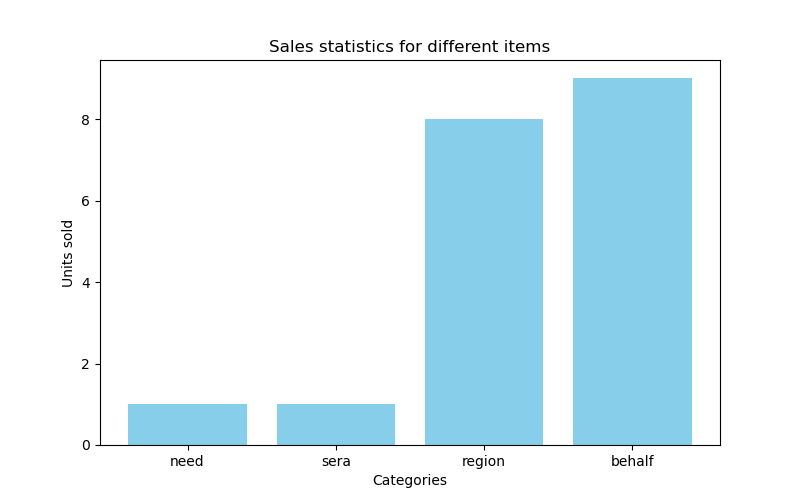 Sales statistics for different items
Units sold
8
6
4
2
0
need sera region behalf
Categories